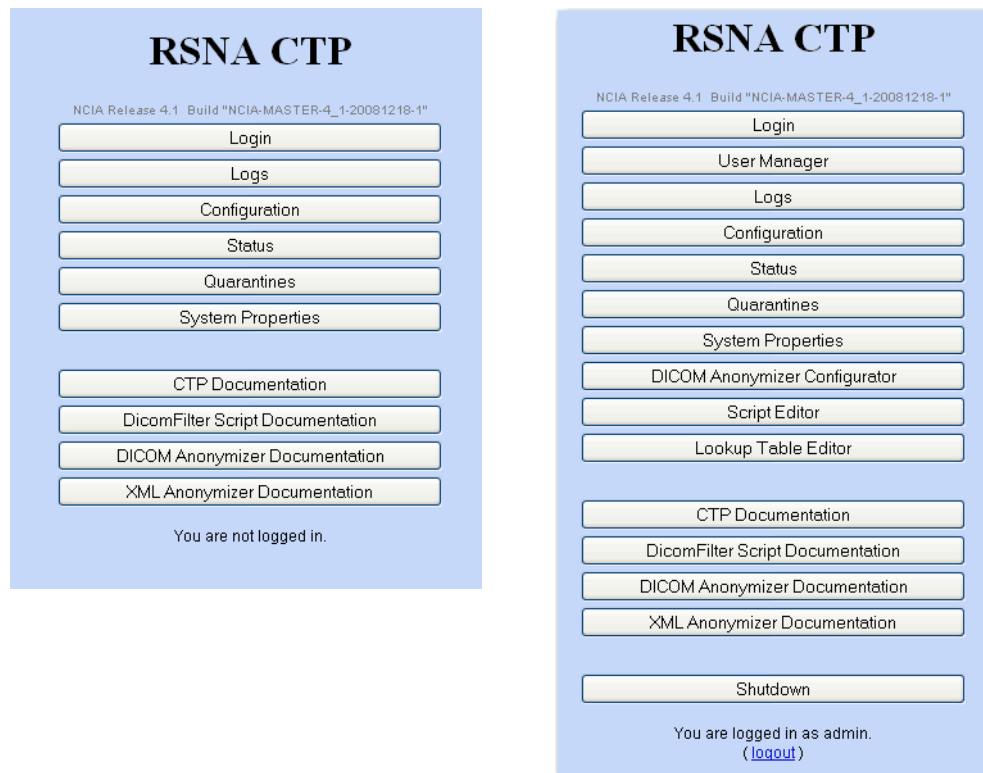 RSNA CTP
NCIA Release 4.1 Build "NCIA-MASTER-4_1-20081218-1"
Login
Logs
Configuration
Status
Quarantines
System Properties
CTP Documentation
DicomFilter Script Documentation
DICOM Anonymizer Documentation
XML Anonymizer Documentation
You are not logged in.
RSNA CTP
NCIA Release 4.1 Build "NCIA-MASTER-4_1-20081218-1"
Login
User Manager
Logs
Configuration
Status
Quarantines
System Properties
DICOM Anonymizer Configurator
Script Editor
Lookup Table Editor
CTP Documentation
DicomFilter Script Documentation
DICOM Anonymizer Documentation
XML Anonymizer Documentation
Shutdown
You are logged in as admin.
( logout )